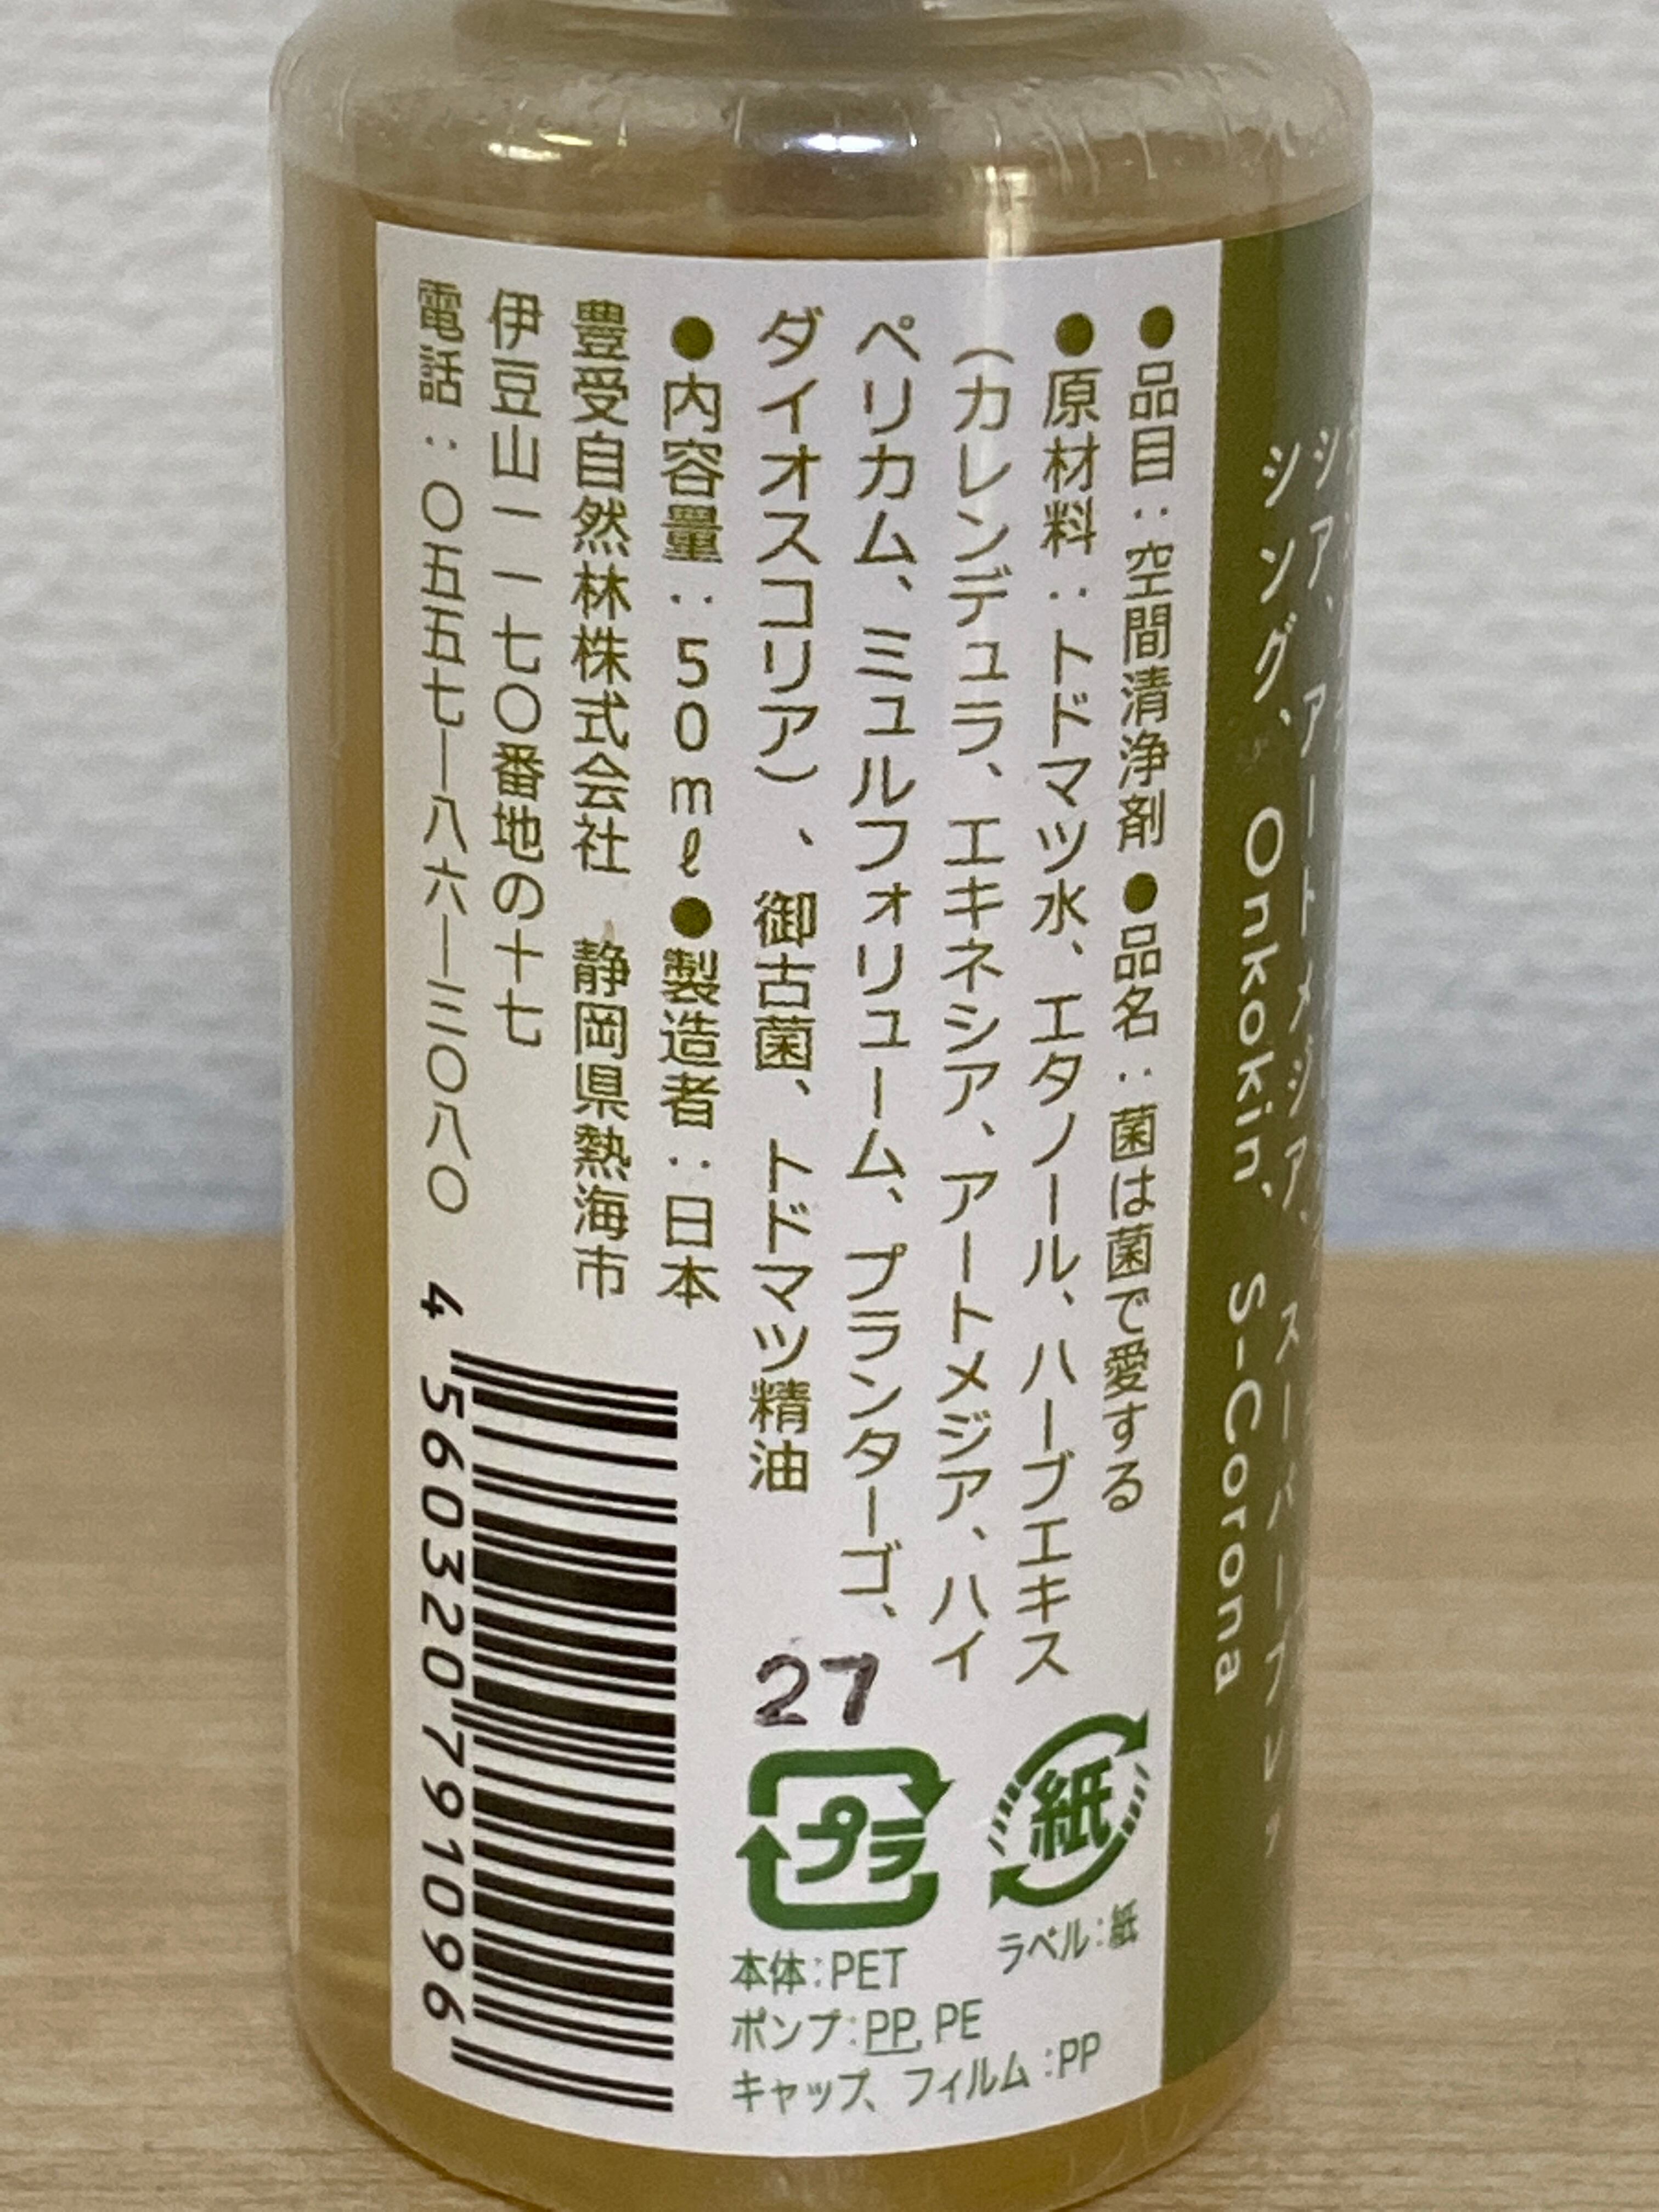 シング、Onkokin、S-Corona
●品目：空間清浄剤●品名：菌は菌で愛する
●原材料：トドマツ水、エタノール、ハーブエキス
（カレンデュラ、エキネシア、アートメジア、ハイ
ペリカム、ミュルフォリューム、プランターゴ、
ダイオスコリア）、御古菌、トドマツ精油
●内容量：50mℓ●製造者：日本
豊受自然林株式会社 静岡県熱海市
伊豆山一一七〇番地の十七
電話：〇五五七―八六―三〇八〇
4 560320 791096
27
紙
ラベル：紙
プラ
本体：PET
ポンプ：PP, PE
キャップ、フィルム：PP